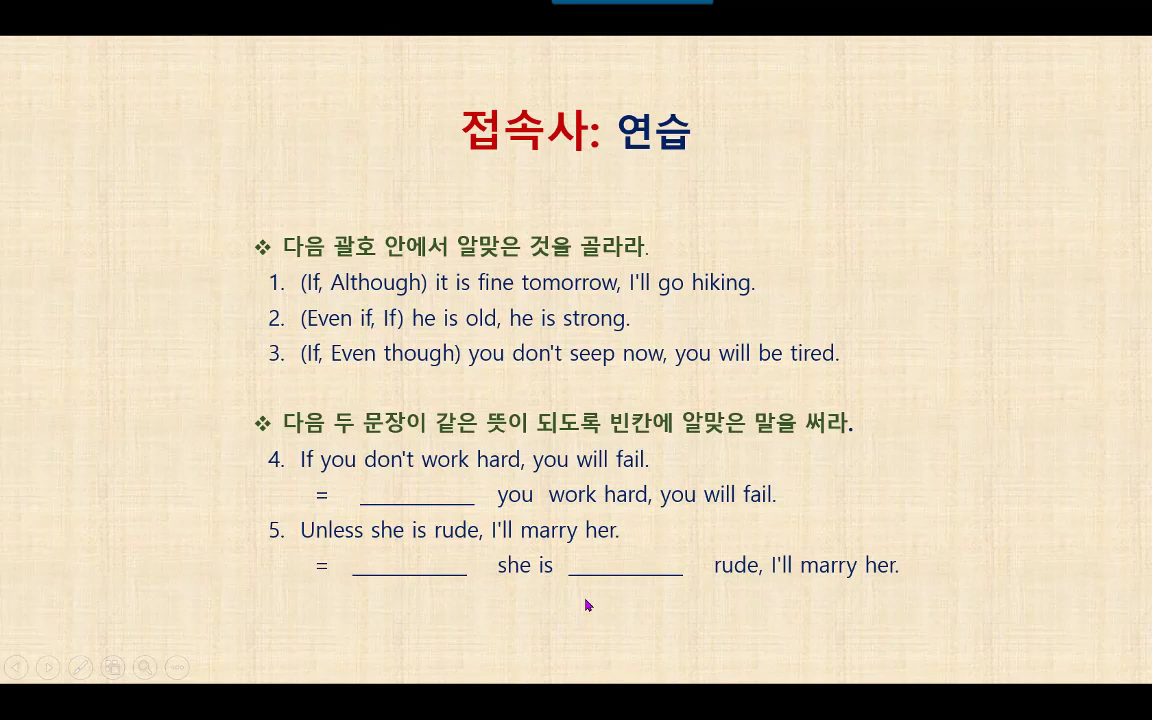 접속사: 연습
❖ 다음 괄호 안에서 알맞은 것을 골라라.
1. (If, Although) it is fine tomorrow, I'll go hiking.
2. (Even if, If) he is old, he is strong.
3. (If, Even though) you don't seep now, you will be tired.
❖ 다음 두 문장이 같은 뜻이 되도록 빈칸에 알맞은 말을 써라.
4. If you don't work hard, you will fail.
= __________ you work hard, you will fail.
5. Unless she is rude, I'll marry her.
= __________ she is __________ rude, I'll marry her.